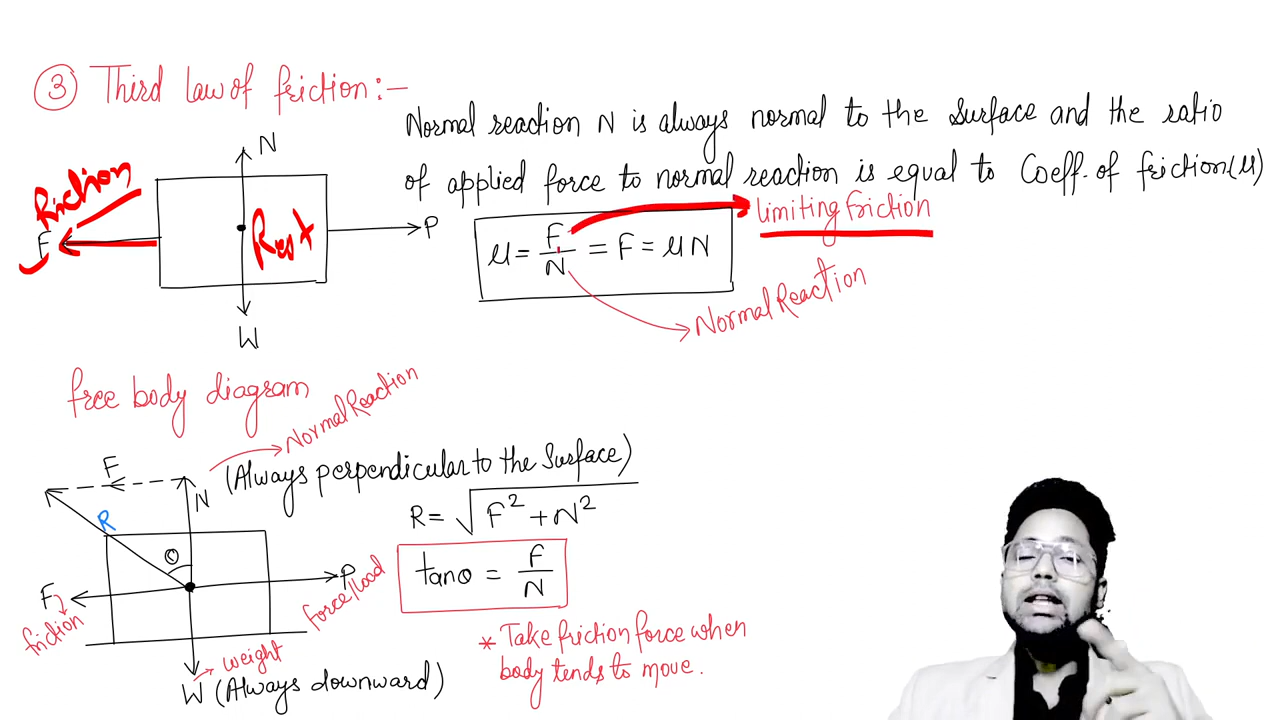 ③ Third law of friction:-
Normal reaction N is always normal to the surface and the ratio
of applied force to normal reaction is equal to Coeff. of friction (μ)
N
Friction
F
Rest
P
W
μ = F/N = F = μN
limiting friction
Normal Reaction
free body diagram
Normal Reaction
F
N
(Always perpendicular to the Surface)
R
R = √F² + N²
θ
F
P
friction
force/load
tanθ = F/N
weight
W (Always downward)
* Take friction force when
body tends to move.